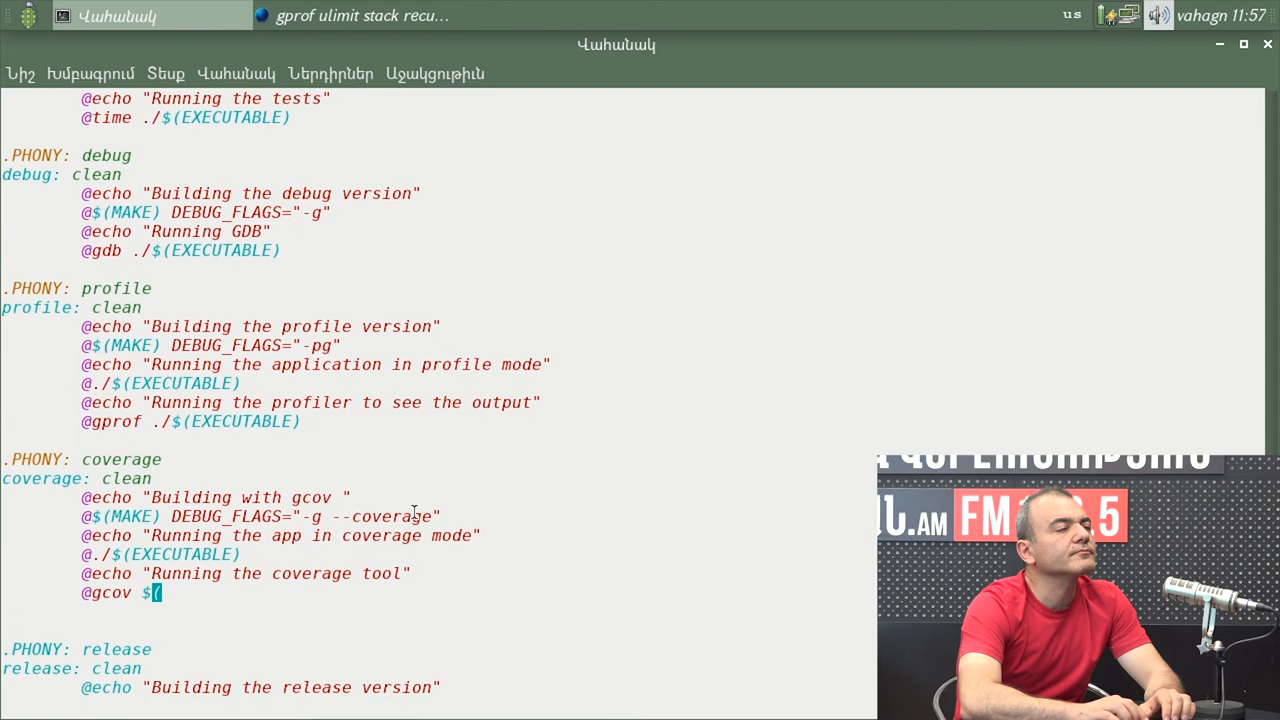 Վահանակ
gprof ulimit stack recu...
us
vahagn 11:57
Վահանակ
Նիշ Խմբագրում Տեսք Վահանակ Ներդիրներ Աջակցութիւն
@echo "Running the tests"
@time ./$(EXECUTABLE)
.PHONY: debug
debug: clean
@echo "Building the debug version"
@$(MAKE) DEBUG_FLAGS="-g"
@echo "Running GDB"
@gdb ./$(EXECUTABLE)
.PHONY: profile
profile: clean
@echo "Building the profile version"
@$(MAKE) DEBUG_FLAGS="-pg"
@echo "Running the application in profile mode"
@./$(EXECUTABLE)
@echo "Running the profiler to see the output"
@gprof ./$(EXECUTABLE)
.PHONY: coverage
coverage: clean
@echo "Building with gcov "
@$(MAKE) DEBUG_FLAGS="-g --coverage"
@echo "Running the app in coverage mode"
@./$(EXECUTABLE)
@echo "Running the coverage tool"
@gcov $(
.PHONY: release
release: clean
@echo "Building the release version"
.AM
FM